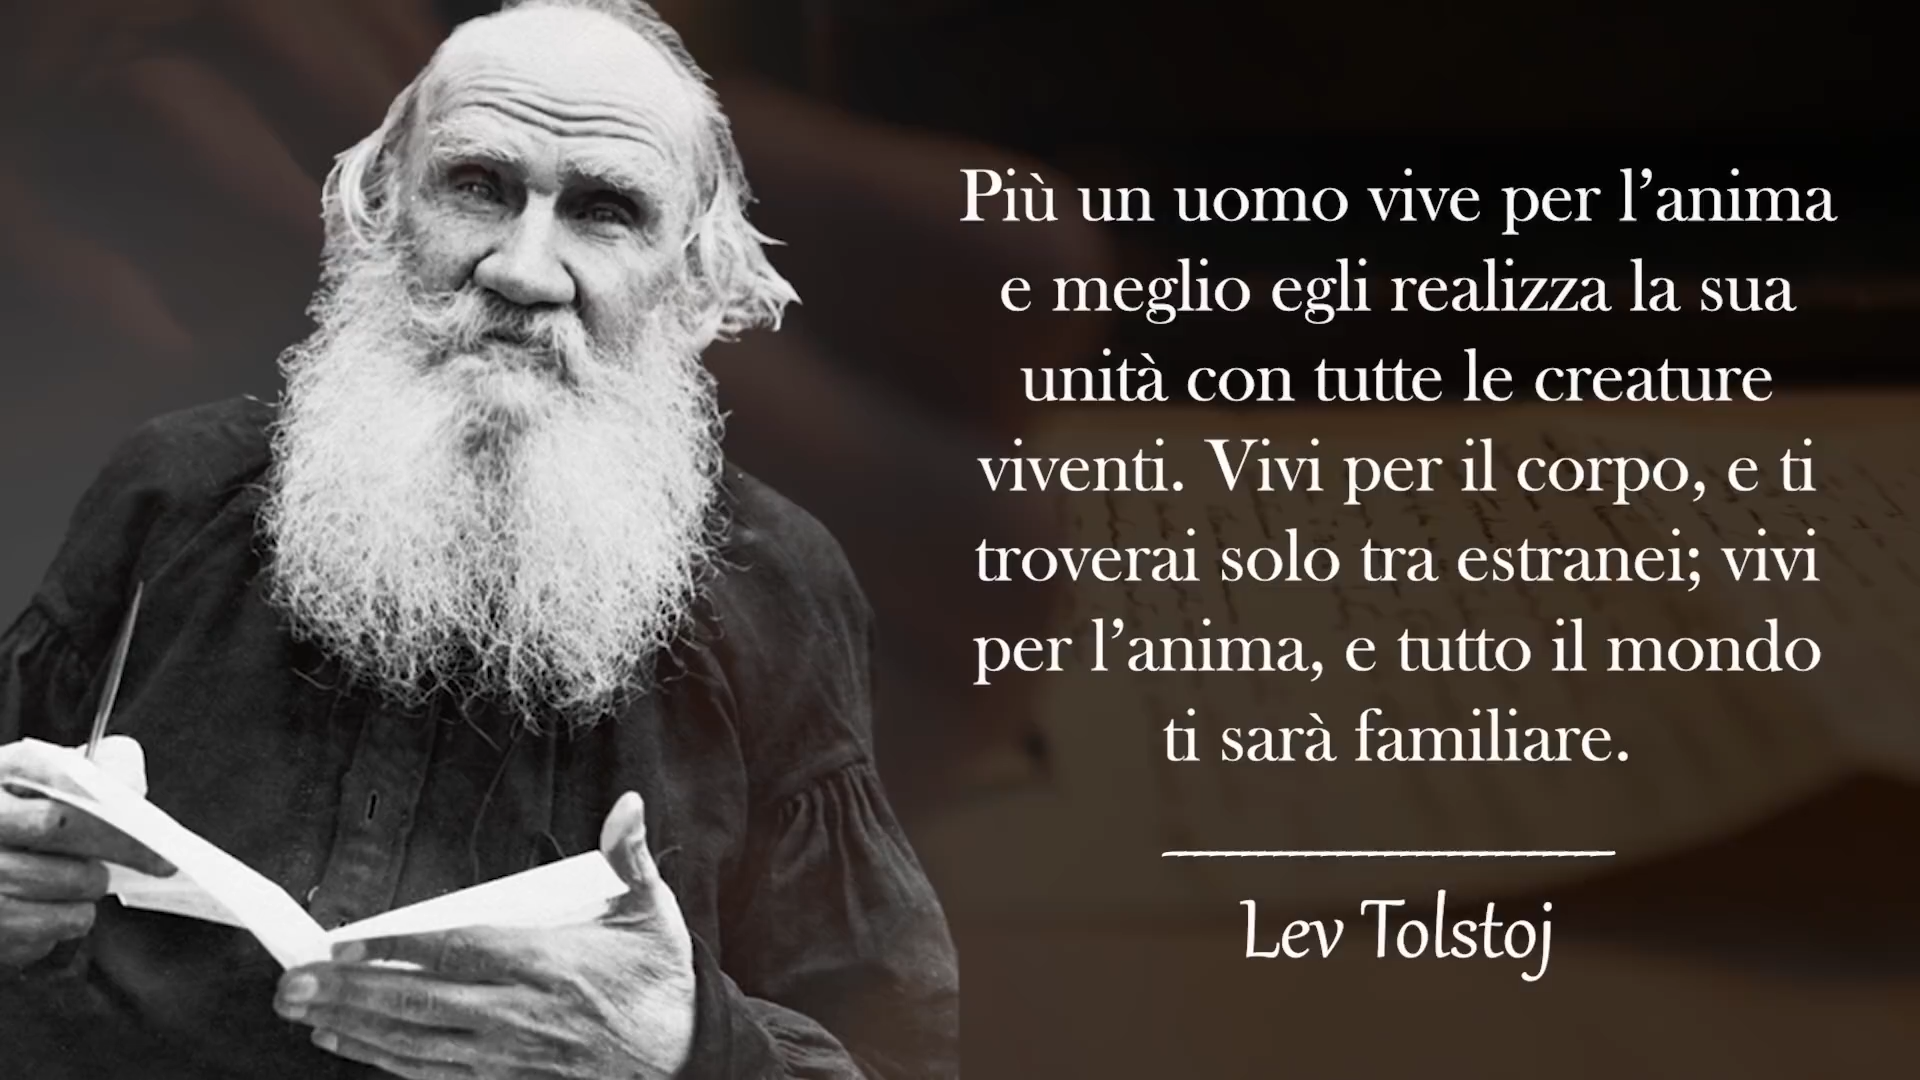 Più un uomo vive per l’anima
e meglio egli realizza la sua
unità con tutte le creature
viventi. Vivi per il corpo, e ti
troverai solo tra estranei; vivi
per l’anima, e tutto il mondo
ti sarà familiare.
Lev Tolstoj